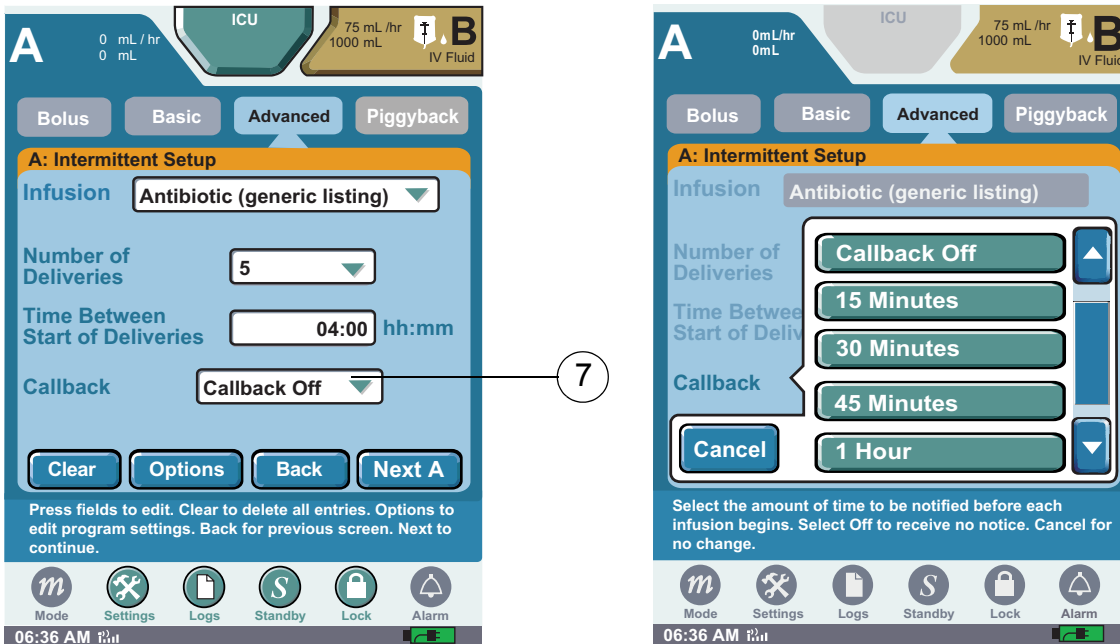 A
0 mL / hr
0 mL
ICU
75 mL /hr
1000 mL
B
IV Fluid
Bolus
Basic
Advanced
Piggyback
A: Intermittent Setup
Infusion
Antibiotic (generic listing)
Number of
Deliveries
5
Time Between
Start of Deliveries
04:00
hh:mm
Callback
Callback Off
Clear
Options
Back
Next A
Press fields to edit. Clear to delete all entries. Options to
edit program settings. Back for previous screen. Next to
continue.
m
S
Mode
Settings
Logs
Standby
Lock
Alarm
06:36 AM
7
A
0mL/hr
0mL
ICU
75 mL /hr
1000 mL
B
IV Fluid
Bolus
Basic
Advanced
Piggyback
A: Intermittent Setup
Infusion
Antibiotic (generic listing)
Number of
Deliveries
Time Betwee
Start of Deliv
Callback
Callback Off
15 Minutes
30 Minutes
45 Minutes
1 Hour
Cancel
Select the amount of time to be notified before each
infusion begins. Select Off to receive no notice. Cancel for
no change.
m
S
Mode
Settings
Logs
Standby
Lock
Alarm
06:36 AM